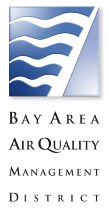 BAY AREA
AIR QUALITY
MANAGEMENT
DISTRICT